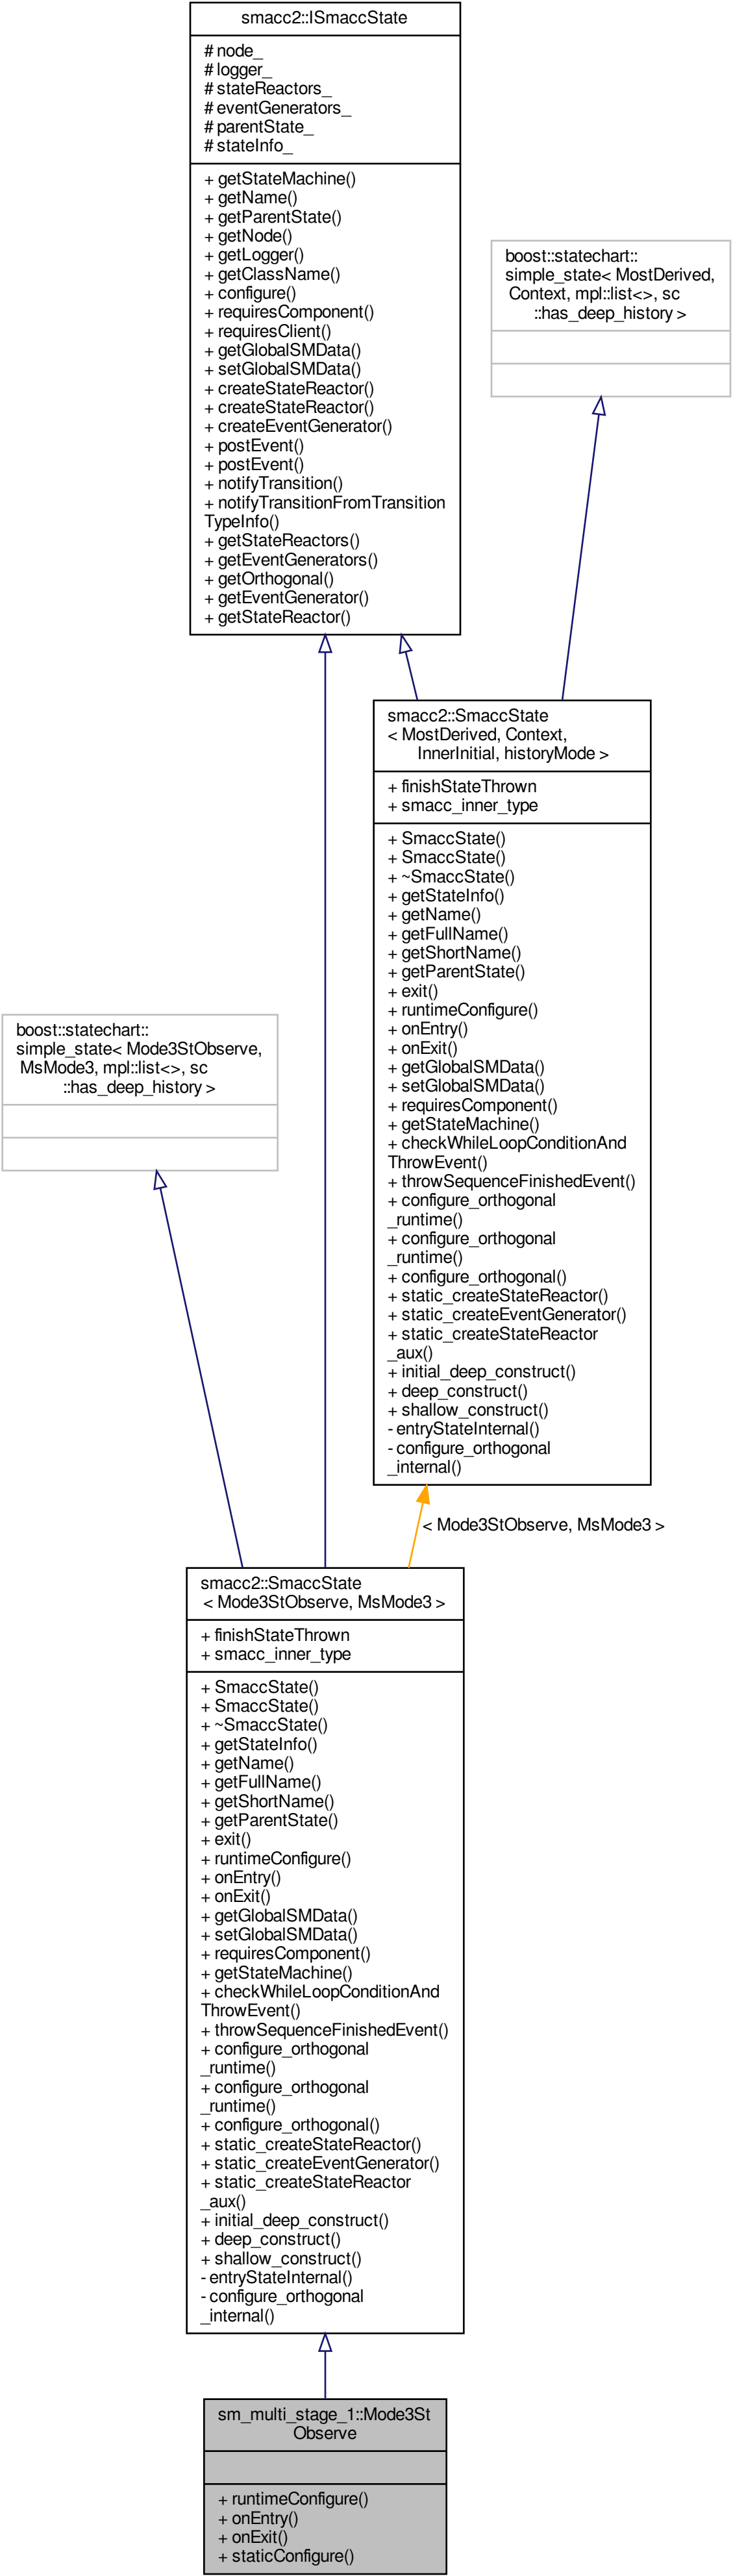 smacc2::ISmaccState
# node_
# logger_
# stateReactors_
# eventGenerators_
# parentState_
# stateInfo_
+ getStateMachine()
+ getName()
+ getParentState()
+ getNode()
+ getLogger()
+ getClassName()
+ configure()
+ requiresComponent()
+ requiresClient()
+ getGlobalSMData()
+ setGlobalSMData()
+ createStateReactor()
+ createStateReactor()
+ createEventGenerator()
+ postEvent()
+ postEvent()
+ notifyTransition()
+ notifyTransitionFromTransition
TypeInfo()
+ getStateReactors()
+ getEventGenerators()
+ getOrthogonal()
+ getEventGenerator()
+ getStateReactor()
boost::statechart::
simple_state< MostDerived,
Context, mpl::list<>, sc
::has_deep_history >
smacc2::SmaccState
< MostDerived, Context,
InnerInitial, historyMode >
+ finishStateThrown
+ smacc_inner_type
+ SmaccState()
+ SmaccState()
+ ~SmaccState()
+ getStateInfo()
+ getName()
+ getFullName()
+ getShortName()
+ getParentState()
+ exit()
+ runtimeConfigure()
+ onEntry()
+ onExit()
+ getGlobalSMData()
+ setGlobalSMData()
+ requiresComponent()
+ getStateMachine()
+ checkWhileLoopConditionAnd
ThrowEvent()
+ throwSequenceFinishedEvent()
+ configure_orthogonal
_runtime()
+ configure_orthogonal
_runtime()
+ configure_orthogonal()
+ static_createStateReactor()
+ static_createEventGenerator()
+ static_createStateReactor
_aux()
+ initial_deep_construct()
+ deep_construct()
+ shallow_construct()
- entryStateInternal()
- configure_orthogonal
_internal()
boost::statechart::
simple_state< Mode3StObserve,
MsMode3, mpl::list<>, sc
::has_deep_history >
< Mode3StObserve, MsMode3 >
smacc2::SmaccState
< Mode3StObserve, MsMode3 >
+ finishStateThrown
+ smacc_inner_type
+ SmaccState()
+ SmaccState()
+ ~SmaccState()
+ getStateInfo()
+ getName()
+ getFullName()
+ getShortName()
+ getParentState()
+ exit()
+ runtimeConfigure()
+ onEntry()
+ onExit()
+ getGlobalSMData()
+ setGlobalSMData()
+ requiresComponent()
+ getStateMachine()
+ checkWhileLoopConditionAnd
ThrowEvent()
+ throwSequenceFinishedEvent()
+ configure_orthogonal
_runtime()
+ configure_orthogonal
_runtime()
+ configure_orthogonal()
+ static_createStateReactor()
+ static_createEventGenerator()
+ static_createStateReactor
_aux()
+ initial_deep_construct()
+ deep_construct()
+ shallow_construct()
- entryStateInternal()
- configure_orthogonal
_internal()
sm_multi_stage_1::Mode3St
Observe
+ runtimeConfigure()
+ onEntry()
+ onExit()
+ staticConfigure()